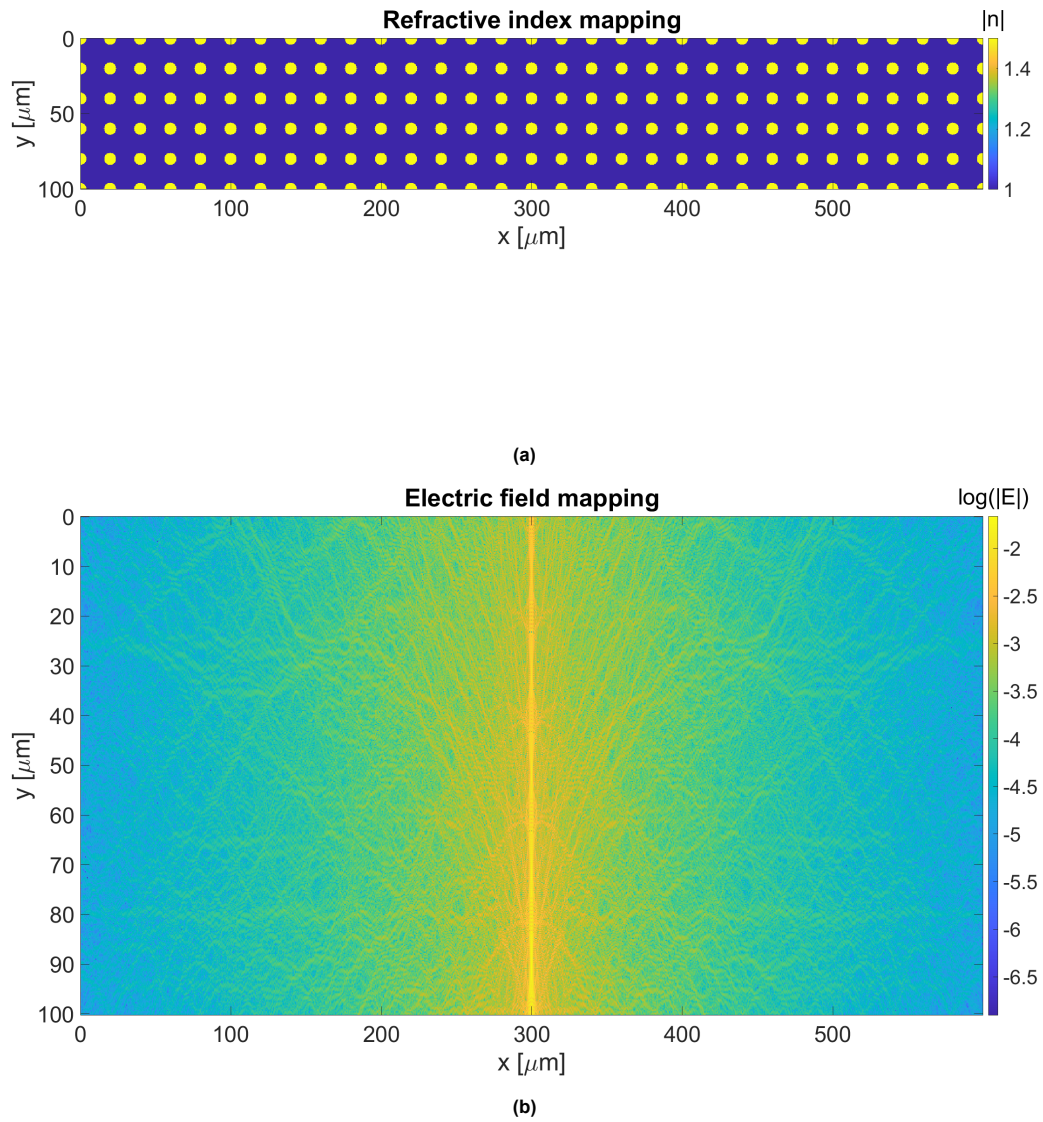 Refractive index mapping
|n|
0
50
100
y [μm]
1.4
1.2
1
0 100 200 300 400 500
x [μm]
(a)
Electric field mapping
log(|E|)
0
10
20
30
40
50
60
70
80
90
100
y [μm]
-2
-2.5
-3
-3.5
-4
-4.5
-5
-5.5
-6
-6.5
0 100 200 300 400 500
x [μm]
(b)